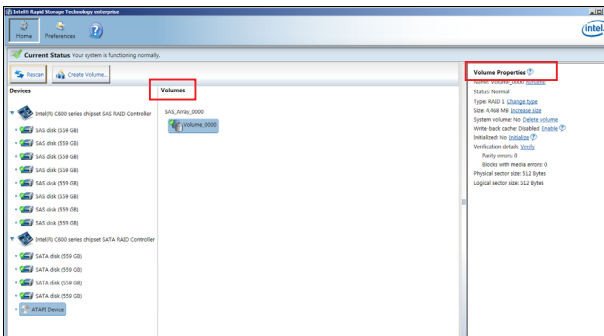 Intel® Rapid Storage Technology enterprise
Home
Preferences
intel
Current Status Your system is functioning normally.
Rescan
Create Volume...
Devices
Intel(R) C600 series chipset SAS RAID Controller
SAS disk (559 GB)
SAS disk (559 GB)
SAS disk (559 GB)
SAS disk (559 GB)
SAS disk (559 GB)
SAS disk (559 GB)
SAS disk (559 GB)
SAS disk (559 GB)
Intel(R) C600 series chipset SATA RAID Controller
SATA disk (559 GB)
SATA disk (559 GB)
SATA disk (559 GB)
SATA disk (559 GB)
ATAPI Device
Volumes
SAS_Array_0000
Volume_0000
Volume Properties
Name: Volume_0000 Rename
Status: Normal
Type: RAID 1 Change type
Size: 4,468 MB Increase size
System volume: No Delete volume
Write-back cache: Disabled Enable
Initialized: No Initialize
Verification details Verify
Parity errors: 0
Blocks with media errors: 0
Physical sector size: 512 Bytes
Logical sector size: 512 Bytes